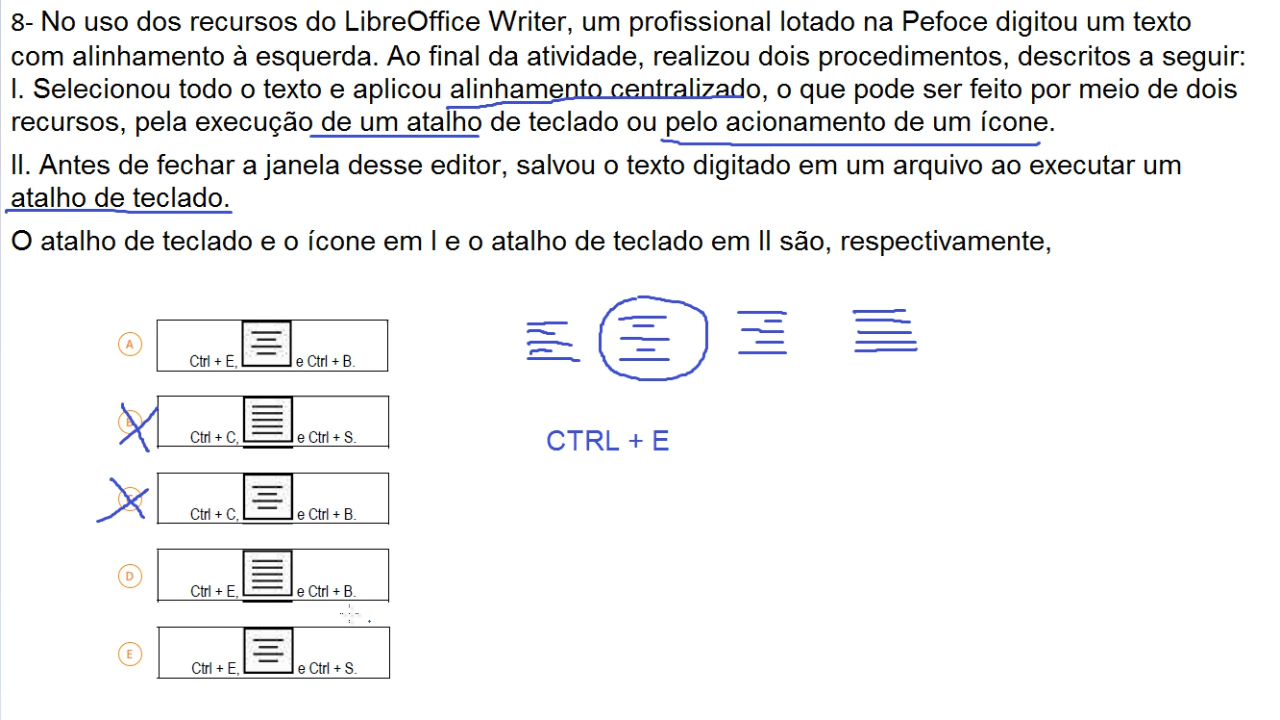 8- No uso dos recursos do LibreOffice Writer, um profissional lotado na Pefoce digitou um texto
com alinhamento à esquerda. Ao final da atividade, realizou dois procedimentos, descritos a seguir:
I. Selecionou todo o texto e aplicou alinhamento centralizado, o que pode ser feito por meio de dois
recursos, pela execução de um atalho de teclado ou pelo acionamento de um ícone.
II. Antes de fechar a janela desse editor, salvou o texto digitado em um arquivo ao executar um
atalho de teclado.
O atalho de teclado e o ícone em I e o atalho de teclado em II são, respectivamente,
A Ctrl + E, e Ctrl + B.
Ctrl + C, e Ctrl + S.
CTRL + E
Ctrl + C, e Ctrl + B.
D Ctrl + E, e Ctrl + B.
E Ctrl + E, e Ctrl + S.